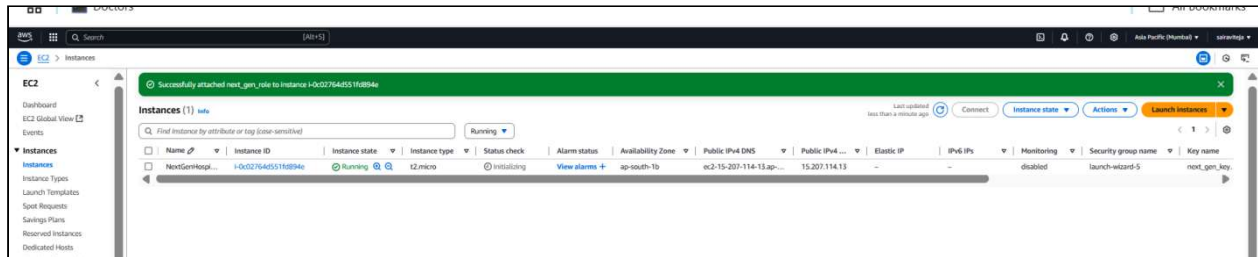 Doctors
All Bookmarks
aws Search [Alt+S] Asia Pacific (Mumbai) ▾ sairaviteja ▾
EC2 > Instances
EC2
Dashboard
EC2 Global View
Events
Instances
Instances
Instance Types
Launch Templates
Spot Requests
Savings Plans
Reserved Instances
Dedicated Hosts
Successfully attached next_gen_role to instance i-0c02764d551fd894e
Instances (1) Info
Last updated
less than a minute ago
Connect Instance state ▾ Actions ▾ Launch instances ▾
Find Instance by attribute or tag (case-sensitive) Running ▾ < 1 >
Name Instance ID Instance state Instance type Status check Alarm status Availability Zone Public IPv4 DNS Public IPv4 ... Elastic IP IPv6 IPs Monitoring Security group name Key name
NextGenHospi... i-0c02764d551fd894e Running t2.micro Initializing View alarms + ap-south-1b ec2-15-207-114-13.ap-... 15.207.114.13 – – disabled launch-wizard-5 next_gen_key.